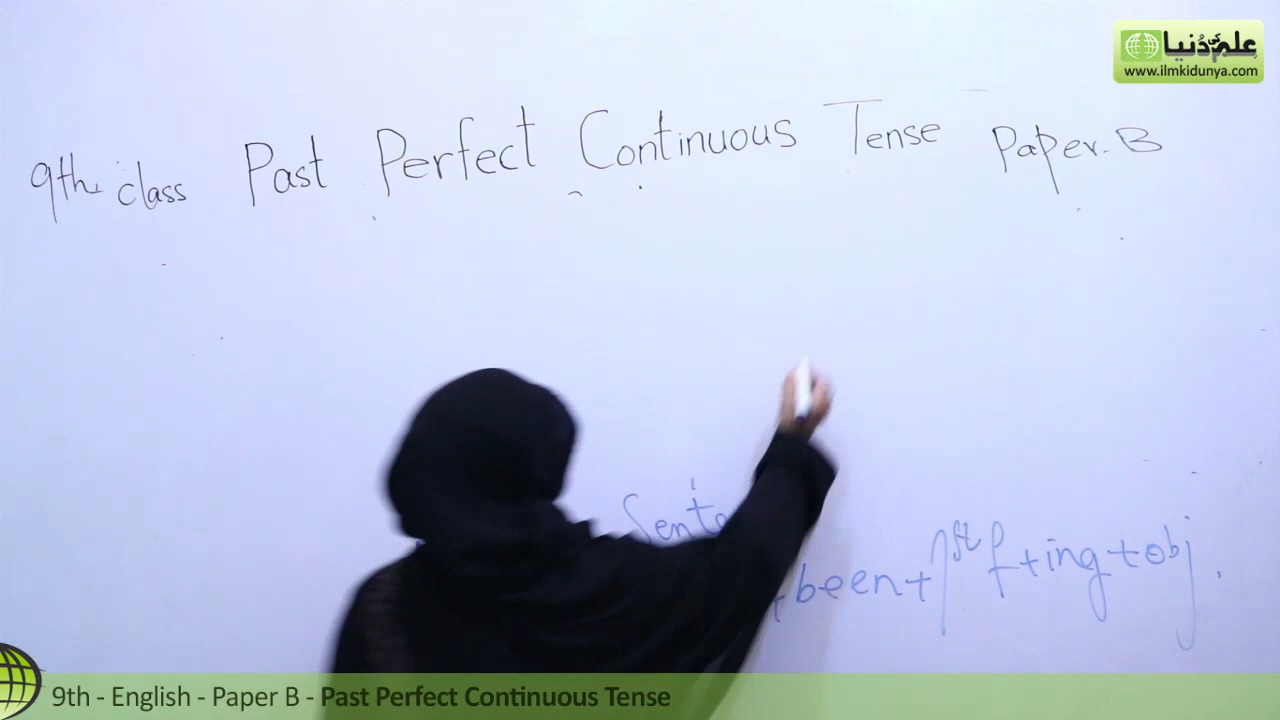 علم کی دُنیا
www.ilmkidunya.com
9th class Past Perfect Continuous Tense Paper-B
+been+1st f+ing+obj.
9th - English - Paper B - Past Perfect Continuous Tense